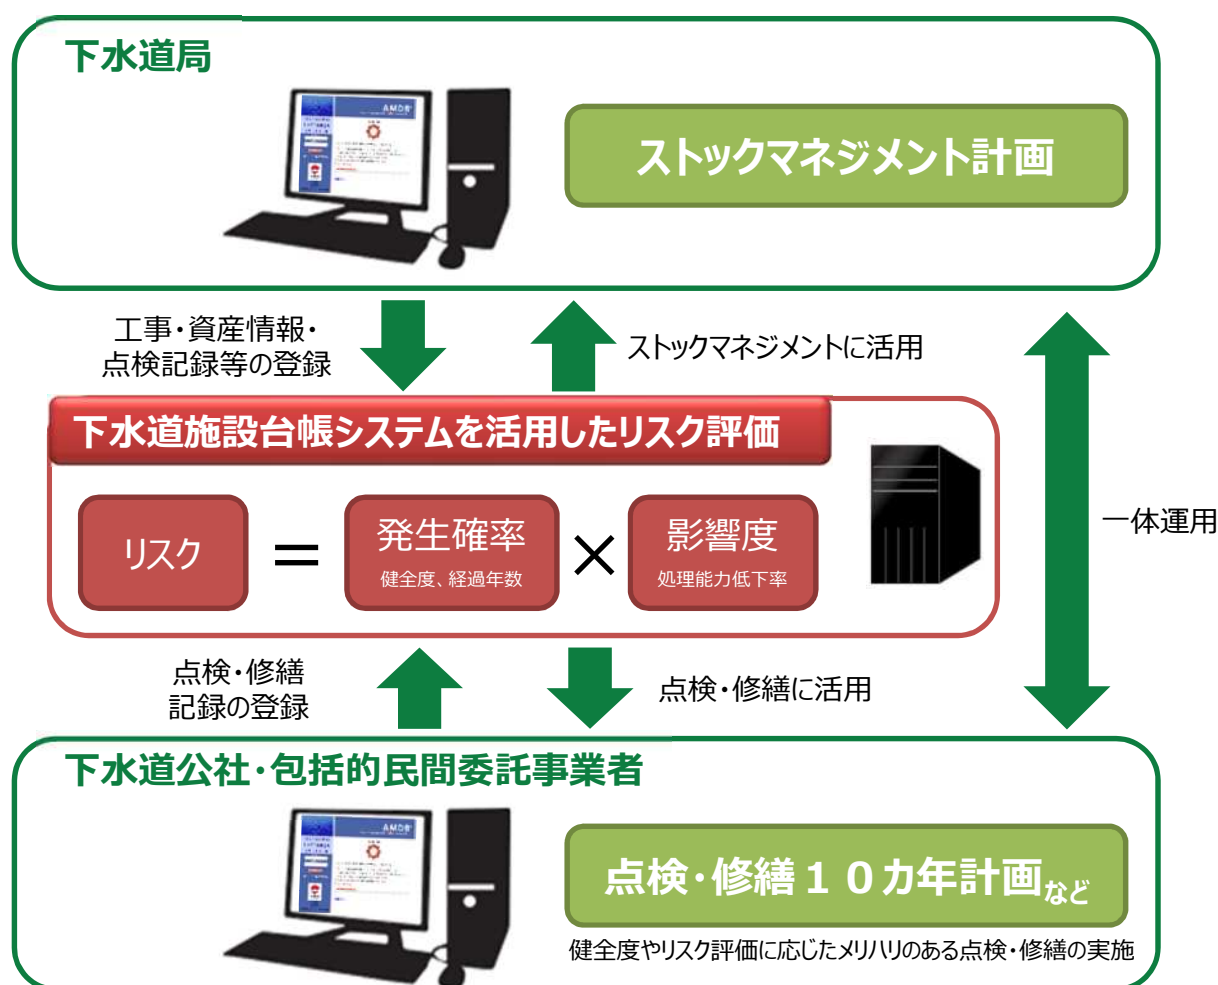 下水道局
AMDB
ストックマネジメント計画
工事・資産情報・
点検記録等の登録
ストックマネジメントに活用
下水道施設台帳システムを活用したリスク評価
リスク
＝
発生確率
健全度、経過年数
×
影響度
処理能力低下率
一体運用
点検・修繕
記録の登録
点検・修繕に活用
下水道公社・包括的民間委託事業者
AMDB
点検・修繕１０カ年計画など
健全度やリスク評価に応じたメリハリのある点検・修繕の実施